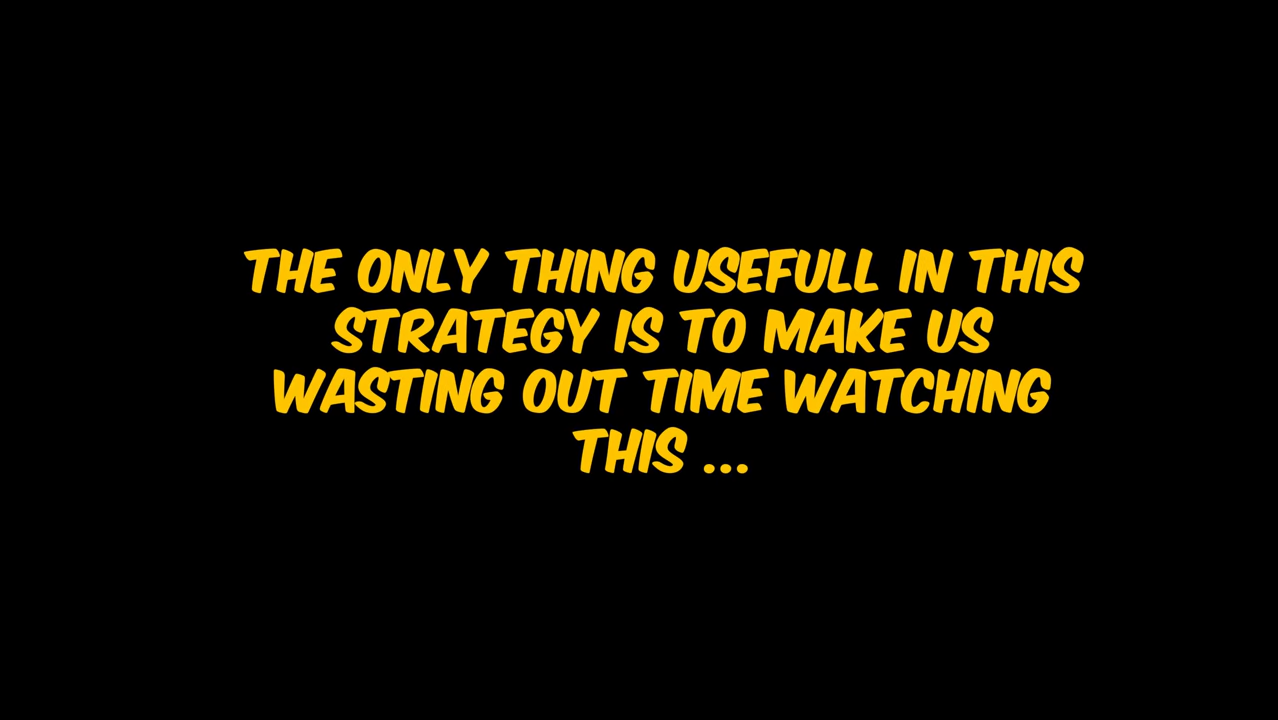 THE ONLY THING USEFULL IN THIS
STRATEGY IS TO MAKE US
WASTING OUT TIME WATCHING
THIS ...